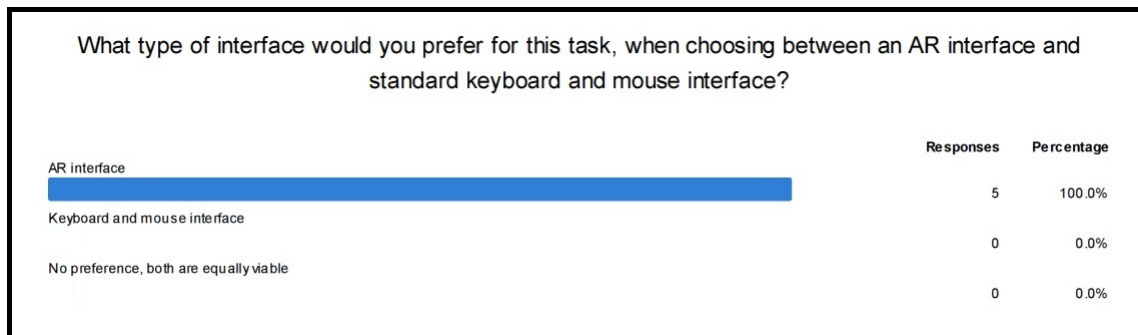 What type of interface would you prefer for this task, when choosing between an AR interface and
standard keyboard and mouse interface?
Responses Percentage
AR interface
5 100.0%
Keyboard and mouse interface
0 0.0%
No preference, both are equally viable
0 0.0%